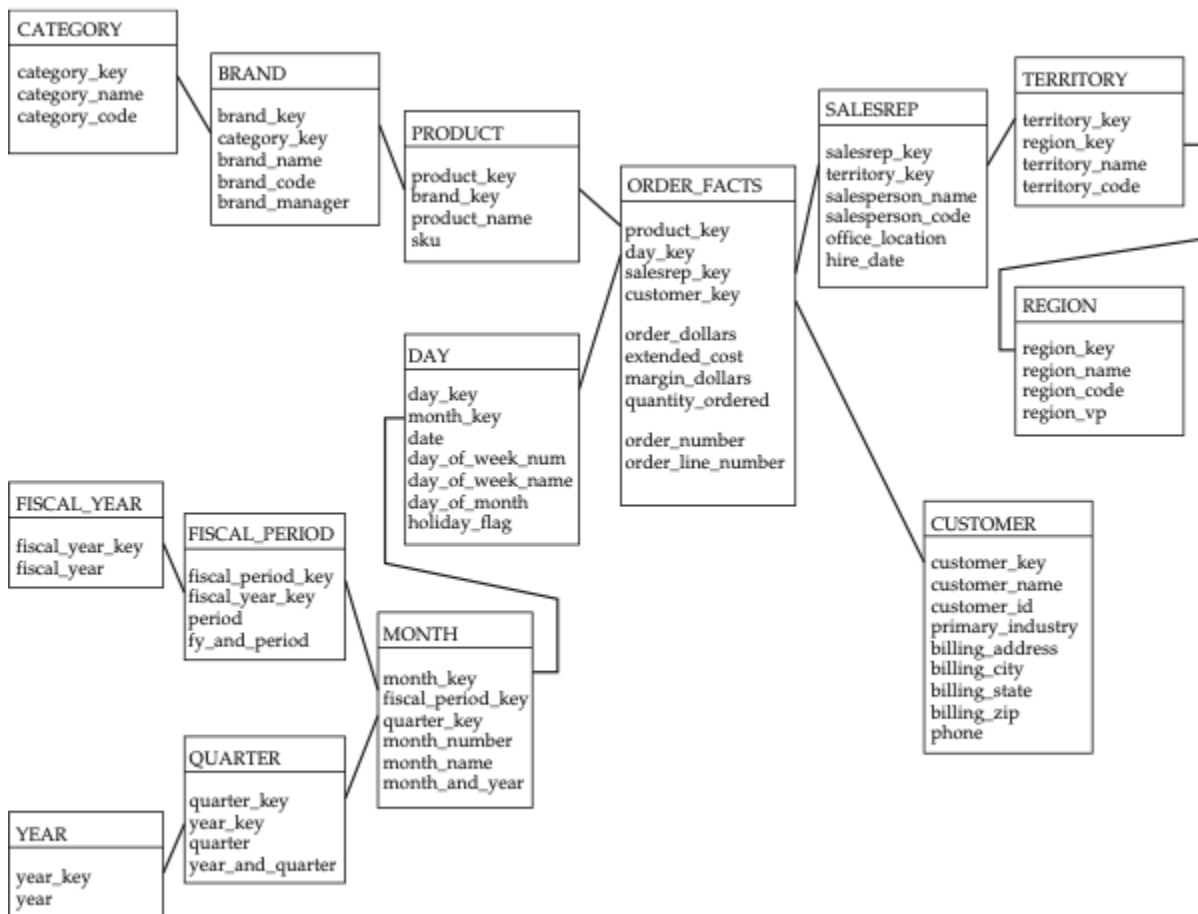 CATEGORY
category_key
category_name
category_code
BRAND
brand_key
category_key
brand_name
brand_code
brand_manager
PRODUCT
product_key
brand_key
product_name
sku
ORDER_FACTS
product_key
day_key
salesrep_key
customer_key
order_dollars
extended_cost
margin_dollars
quantity_ordered
order_number
order_line_number
SALESREP
salesrep_key
territory_key
salesperson_name
salesperson_code
office_location
hire_date
TERRITORY
territory_key
region_key
territory_name
territory_code
REGION
region_key
region_name
region_code
region_vp
DAY
day_key
month_key
date
day_of_week_num
day_of_week_name
day_of_month
holiday_flag
FISCAL_YEAR
fiscal_year_key
fiscal_year
FISCAL_PERIOD
fiscal_period_key
fiscal_year_key
period
fy_and_period
MONTH
month_key
fiscal_period_key
quarter_key
month_number
month_name
month_and_year
CUSTOMER
customer_key
customer_name
customer_id
primary_industry
billing_address
billing_city
billing_state
billing_zip
phone
QUARTER
quarter_key
year_key
quarter
year_and_quarter
YEAR
year_key
year